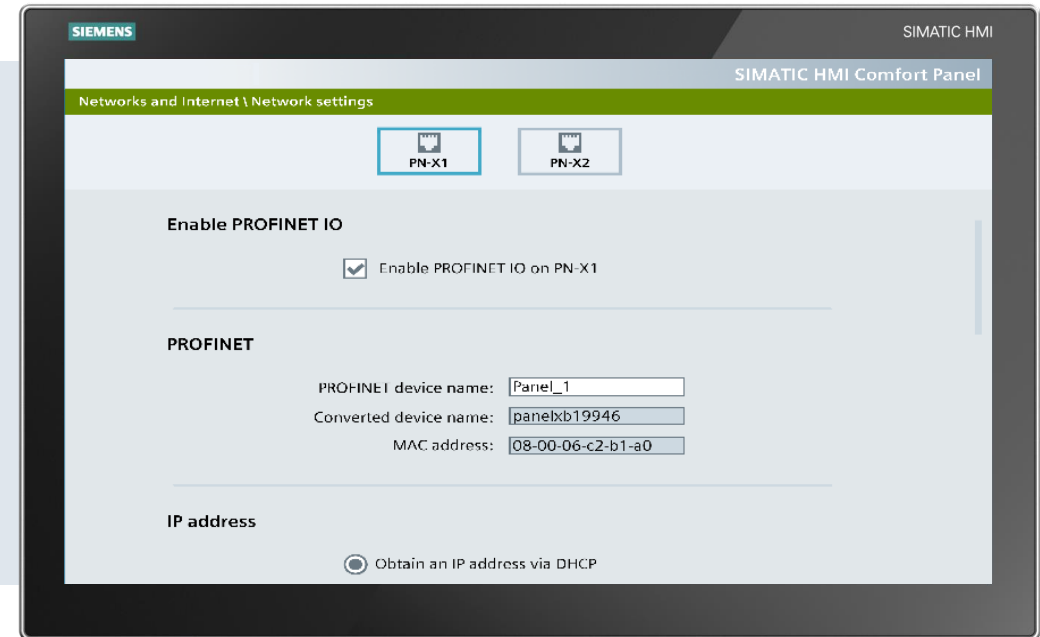 SIEMENS
SIMATIC HMI
SIMATIC HMI Comfort Panel
Networks and Internet \ Network settings
PN-X1
PN-X2
Enable PROFINET IO
Enable PROFINET IO on PN-X1
PROFINET
PROFINET device name: Panel_1
Converted device name: panelxb19946
MAC address: 08-00-06-c2-b1-a0
IP address
Obtain an IP address via DHCP